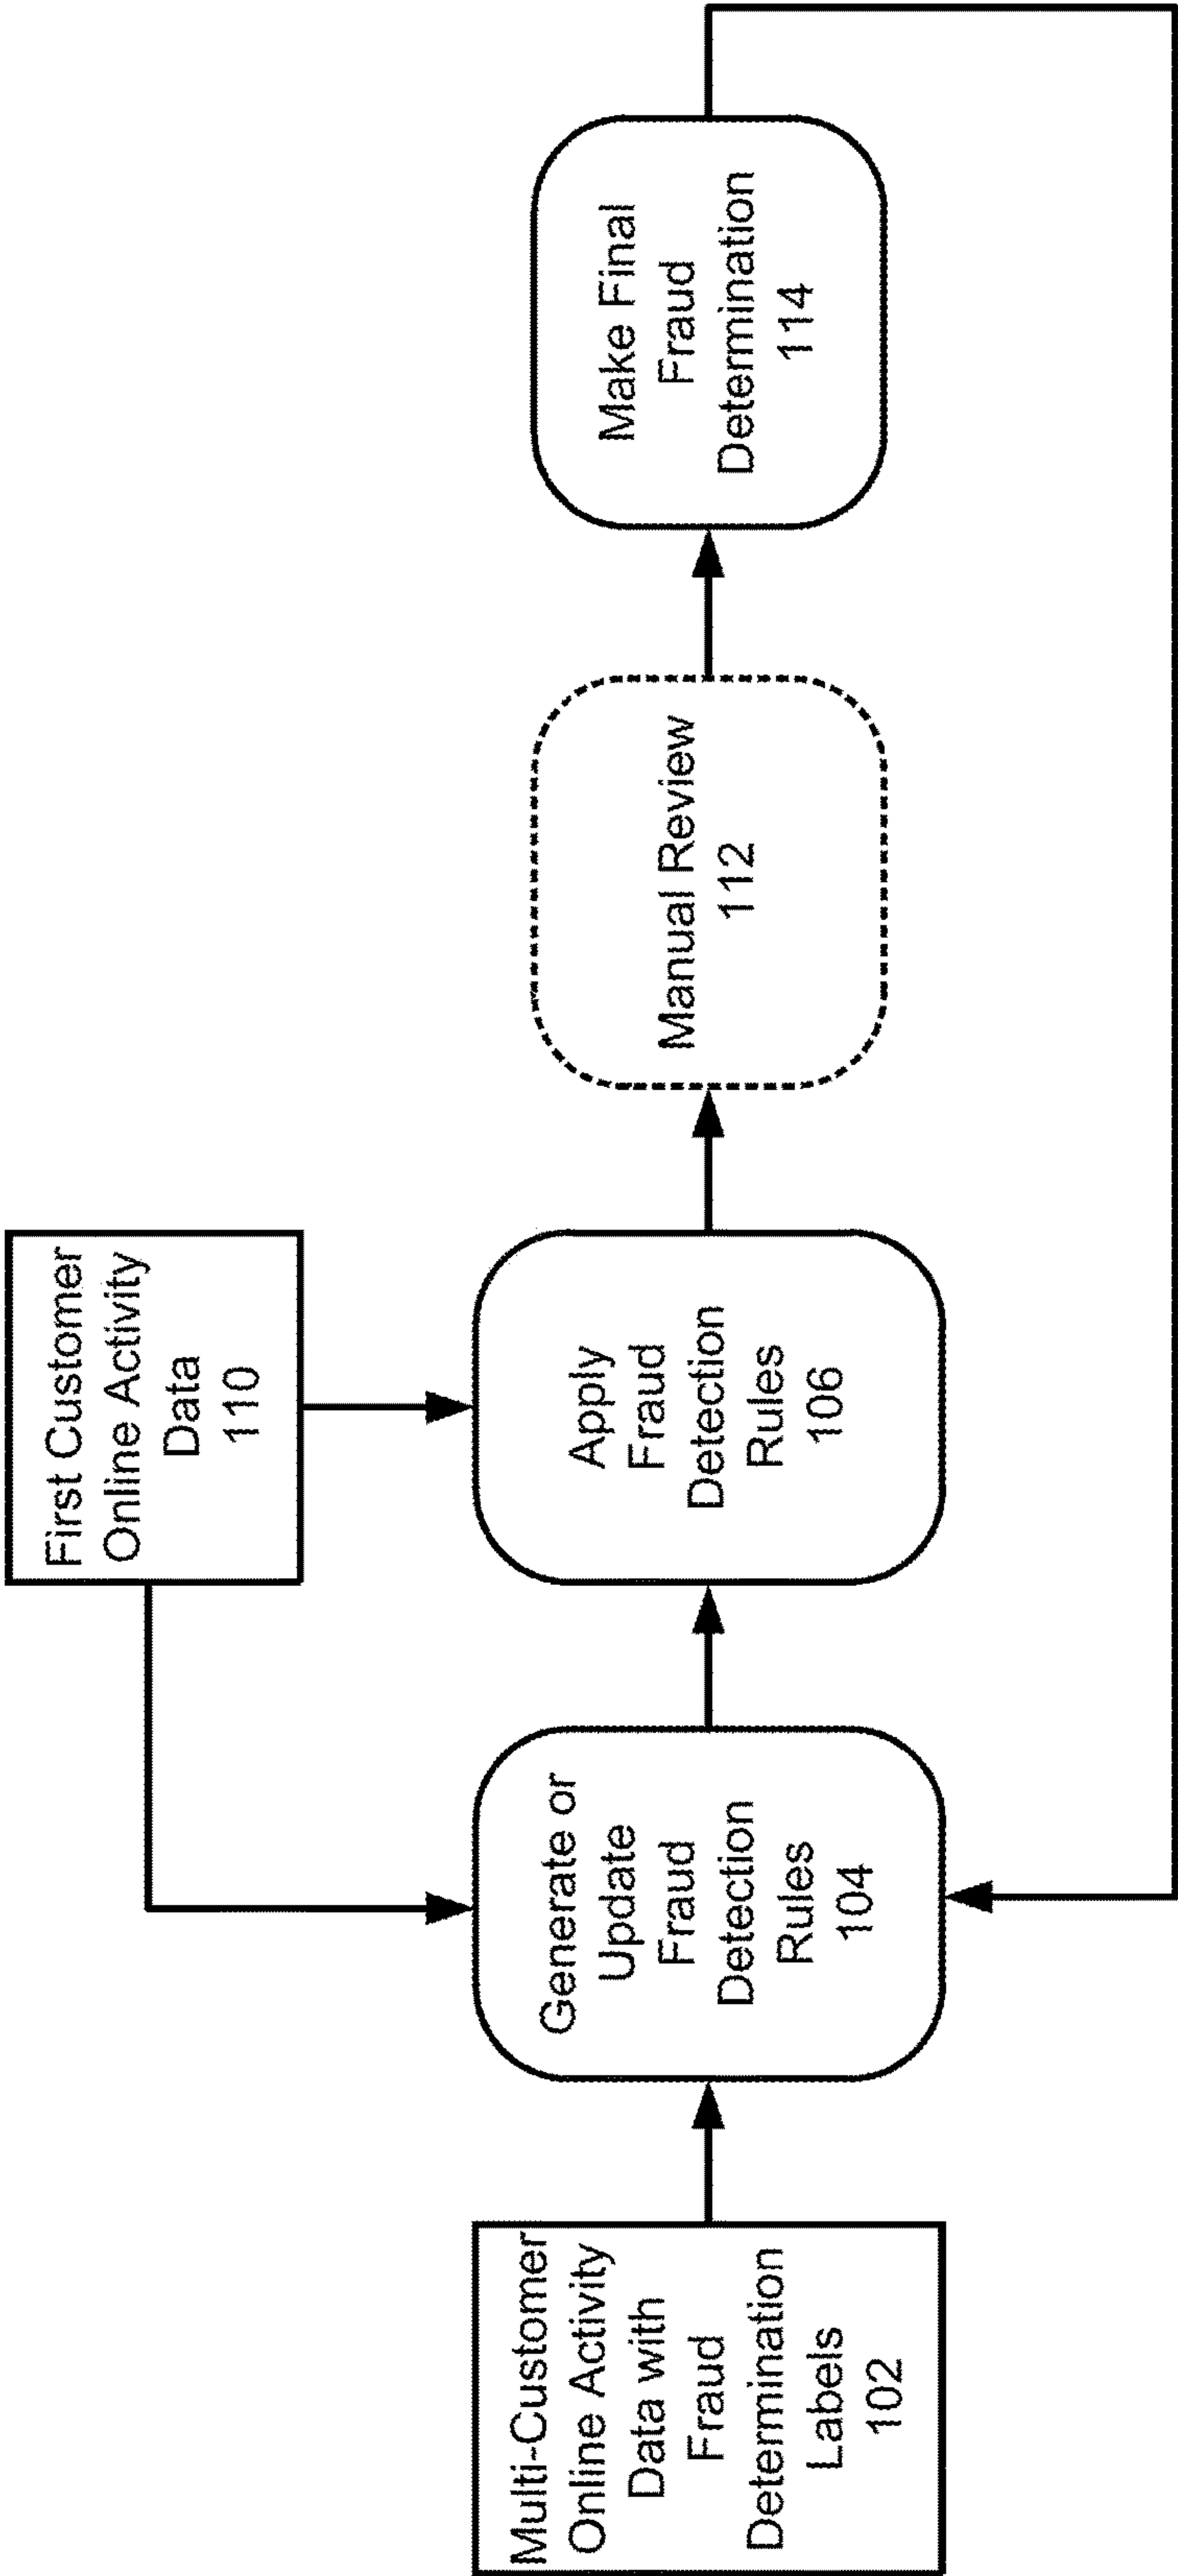 First Customer
Online Activity
Data
110
Multi-Customer
Online Activity
Data with
Fraud
Determination
Labels
102
Generate or
Update
Fraud
Detection
Rules
104
Apply
Fraud
Detection
Rules
106
Manual Review
112
Make Final
Fraud
Determination
114